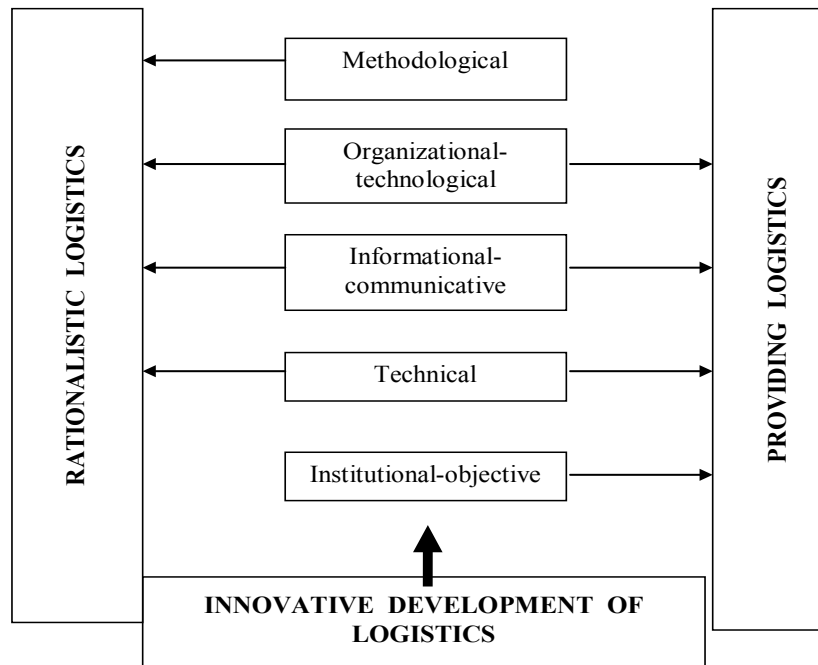 RATIONALISTIC LOGISTICS
Methodological
Organizational-
technological
Informational-
communicative
Technical
Institutional-objective
PROVIDING LOGISTICS
INNOVATIVE DEVELOPMENT OF
LOGISTICS